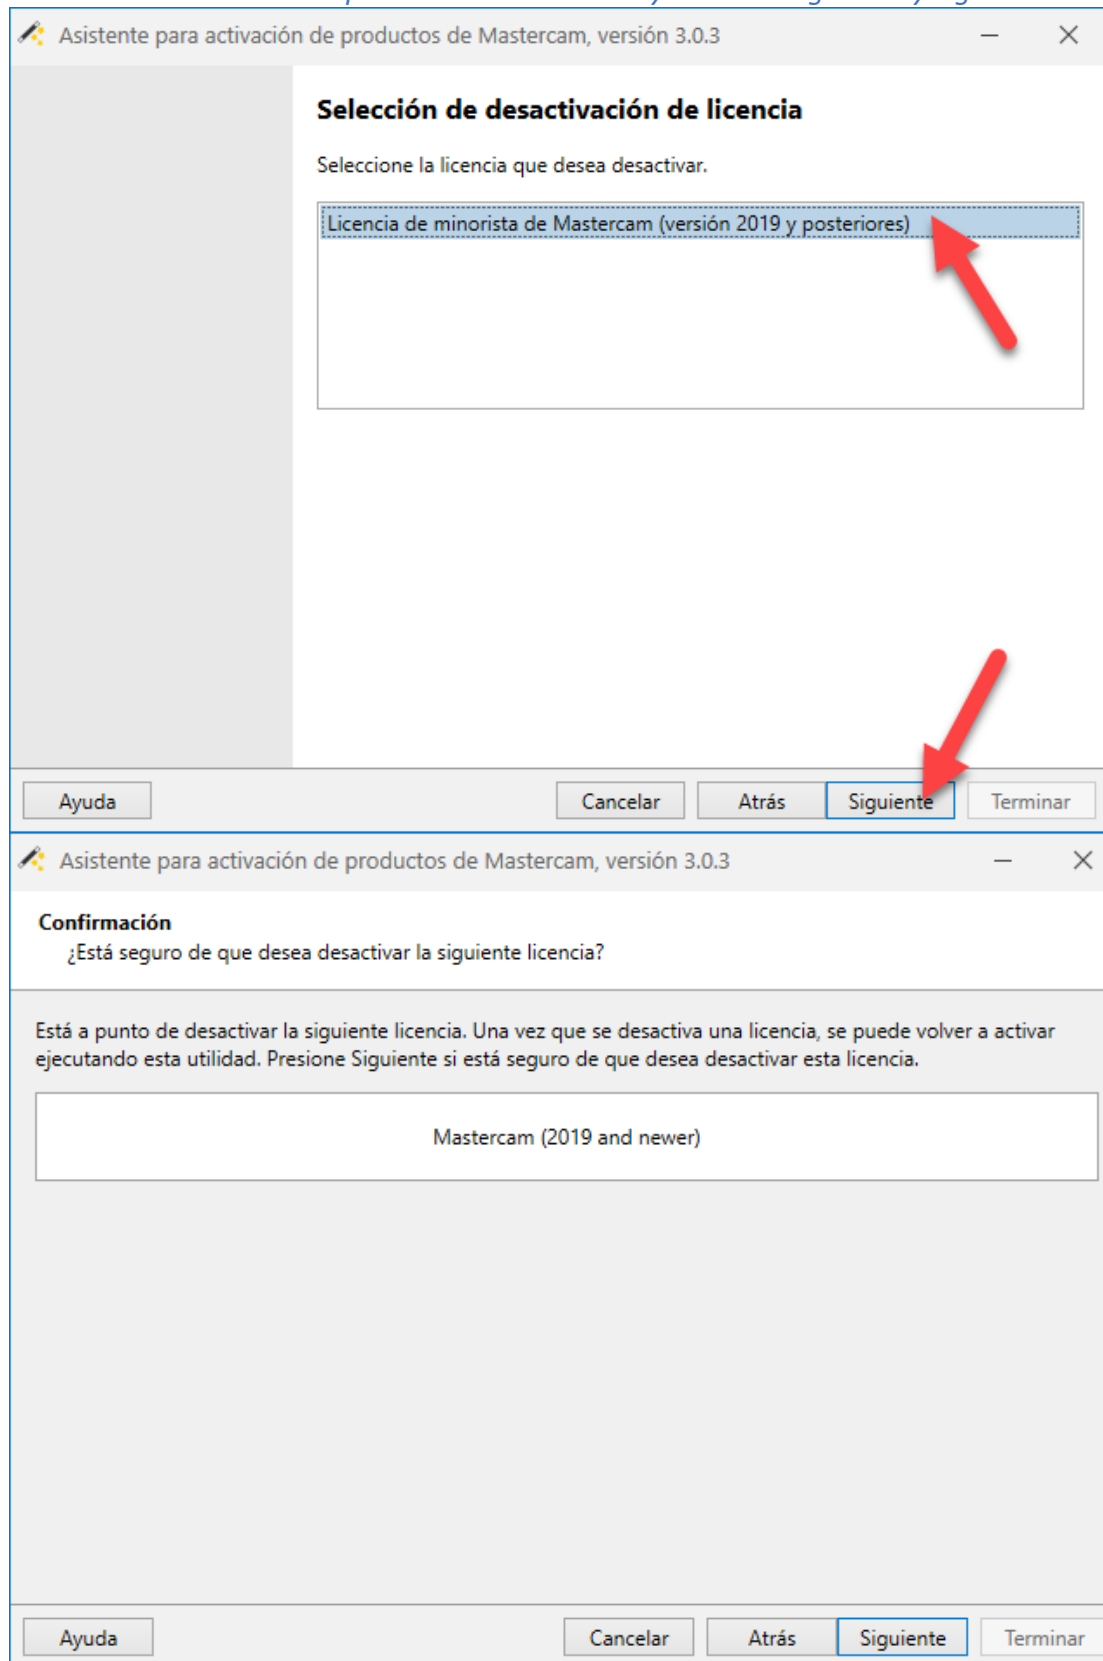 Asistente para activación de productos de Mastercam, versión 3.0.3
Selección de desactivación de licencia
Seleccione la licencia que desea desactivar.
Licencia de minorista de Mastercam (versión 2019 y posteriores)
Ayuda Cancelar Atrás Siguiente Terminar
Asistente para activación de productos de Mastercam, versión 3.0.3
Confirmación
¿Está seguro de que desea desactivar la siguiente licencia?
Está a punto de desactivar la siguiente licencia. Una vez que se desactiva una licencia, se puede volver a activar
ejecutando esta utilidad. Presione Siguiente si está seguro de que desea desactivar esta licencia.
Mastercam (2019 and newer)
Ayuda Cancelar Atrás Siguiente Terminar